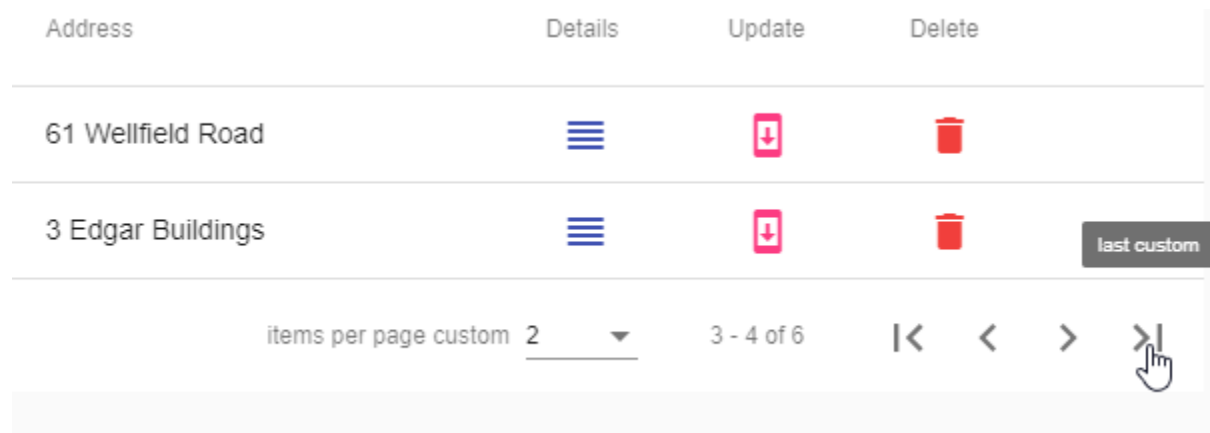 Address Details Update Delete
61 Wellfield Road
3 Edgar Buildings
last custom
items per page custom 2 3 - 4 of 6